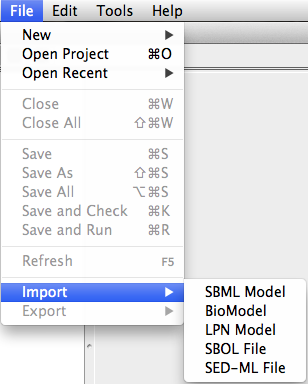 File Edit Tools Help
New ▶
Open Project ⌘O
Open Recent ▶
Close ⌘W
Close All ⇧⌘W
Save ⌘S
Save As ⇧⌘S
Save All ⌥⌘S
Save and Check ⌘K
Save and Run ⌘R
Refresh F5
Import ▶
Export ▶
SBML Model
BioModel
LPN Model
SBOL File
SED-ML File